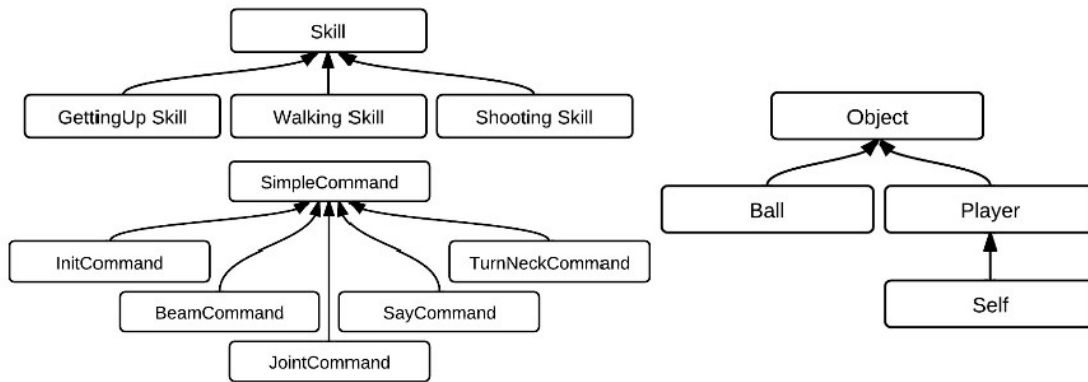 Skill
GettingUp Skill
Walking Skill
Shooting Skill
SimpleCommand
InitCommand
TurnNeckCommand
BeamCommand
SayCommand
JointCommand
Object
Ball
Player
Self